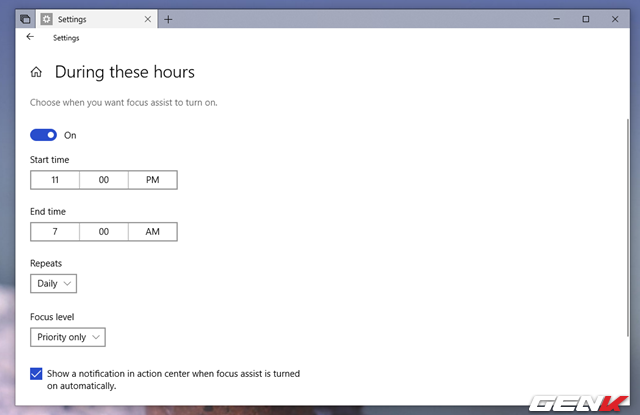 Settings
Settings
During these hours
Choose when you want focus assist to turn on.
On
Start time
11 00 PM
End time
7 00 AM
Repeats
Daily
Focus level
Priority only
Show a notification in action center when focus assist is turned
on automatically.
GENK